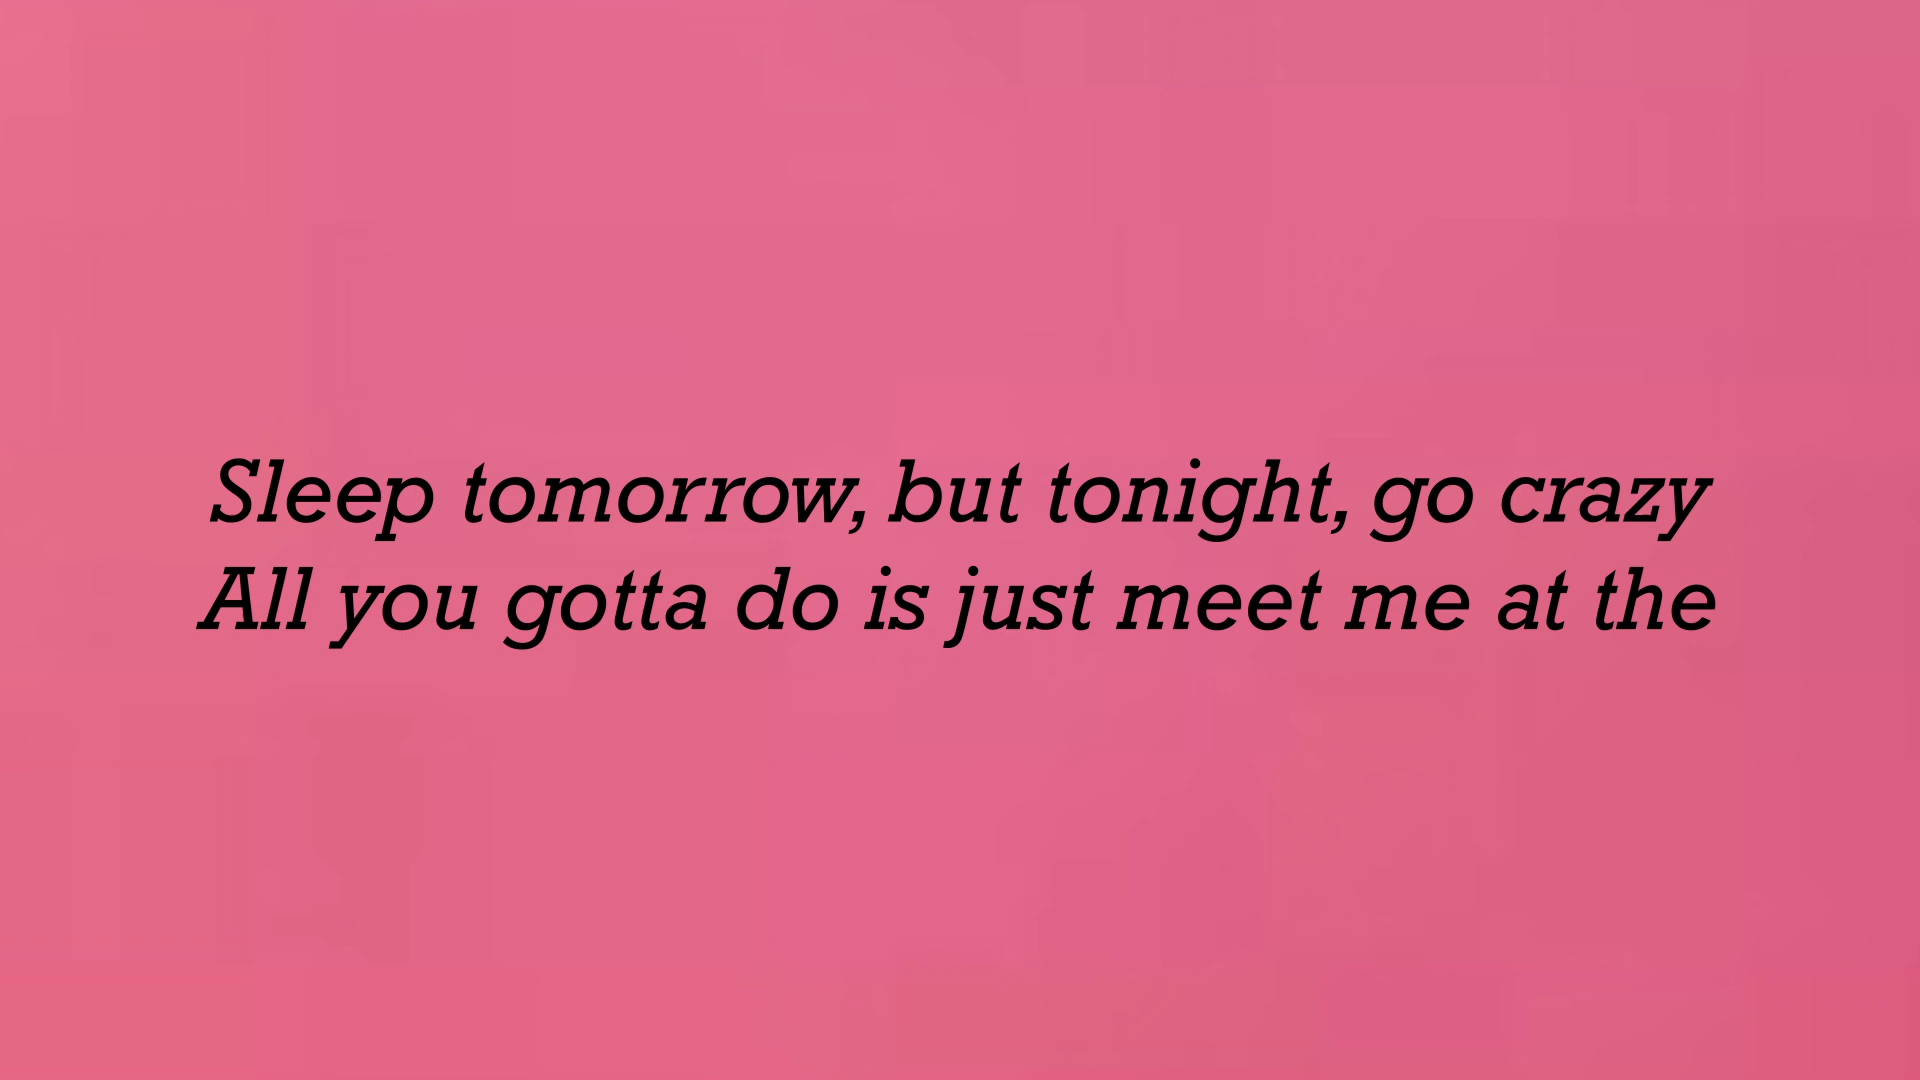 Sleep tomorrow, but tonight, go crazy
All you gotta do is just meet me at the